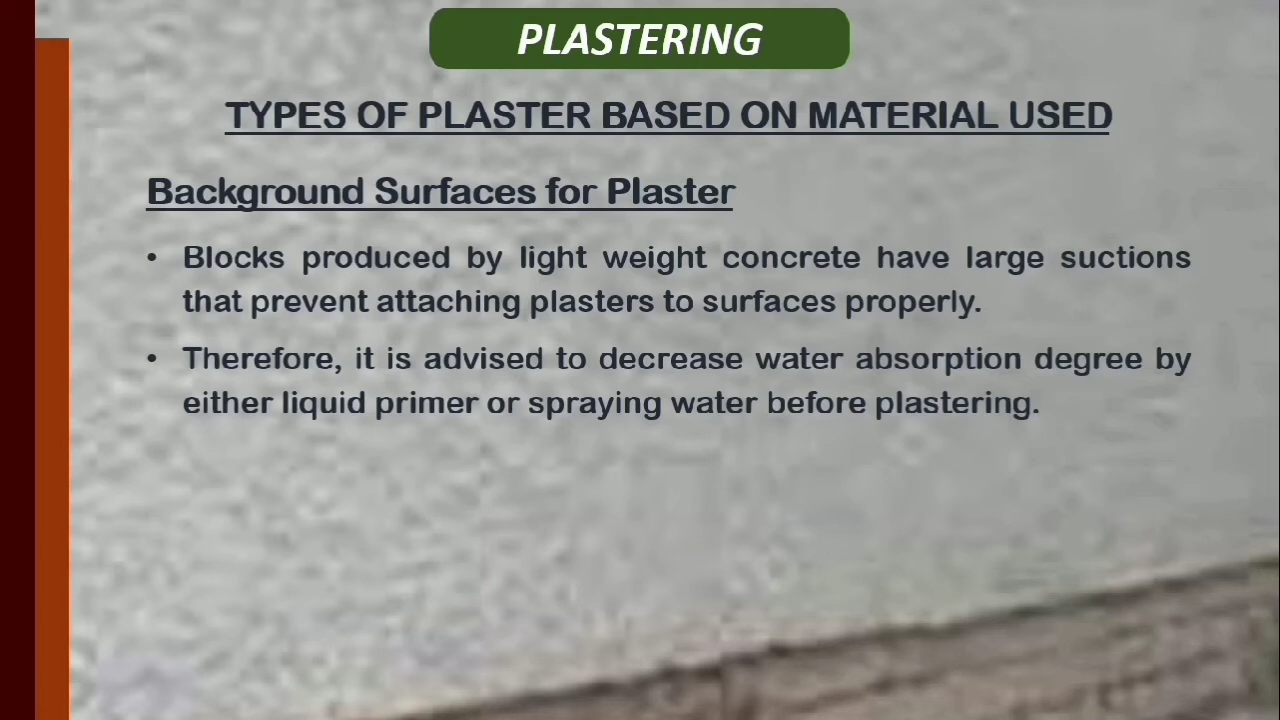 PLASTERING
TYPES OF PLASTER BASED ON MATERIAL USED
Background Surfaces for Plaster
• Blocks produced by light weight concrete have large suctions
that prevent attaching plasters to surfaces properly.
• Therefore, it is advised to decrease water absorption degree by
either liquid primer or spraying water before plastering.